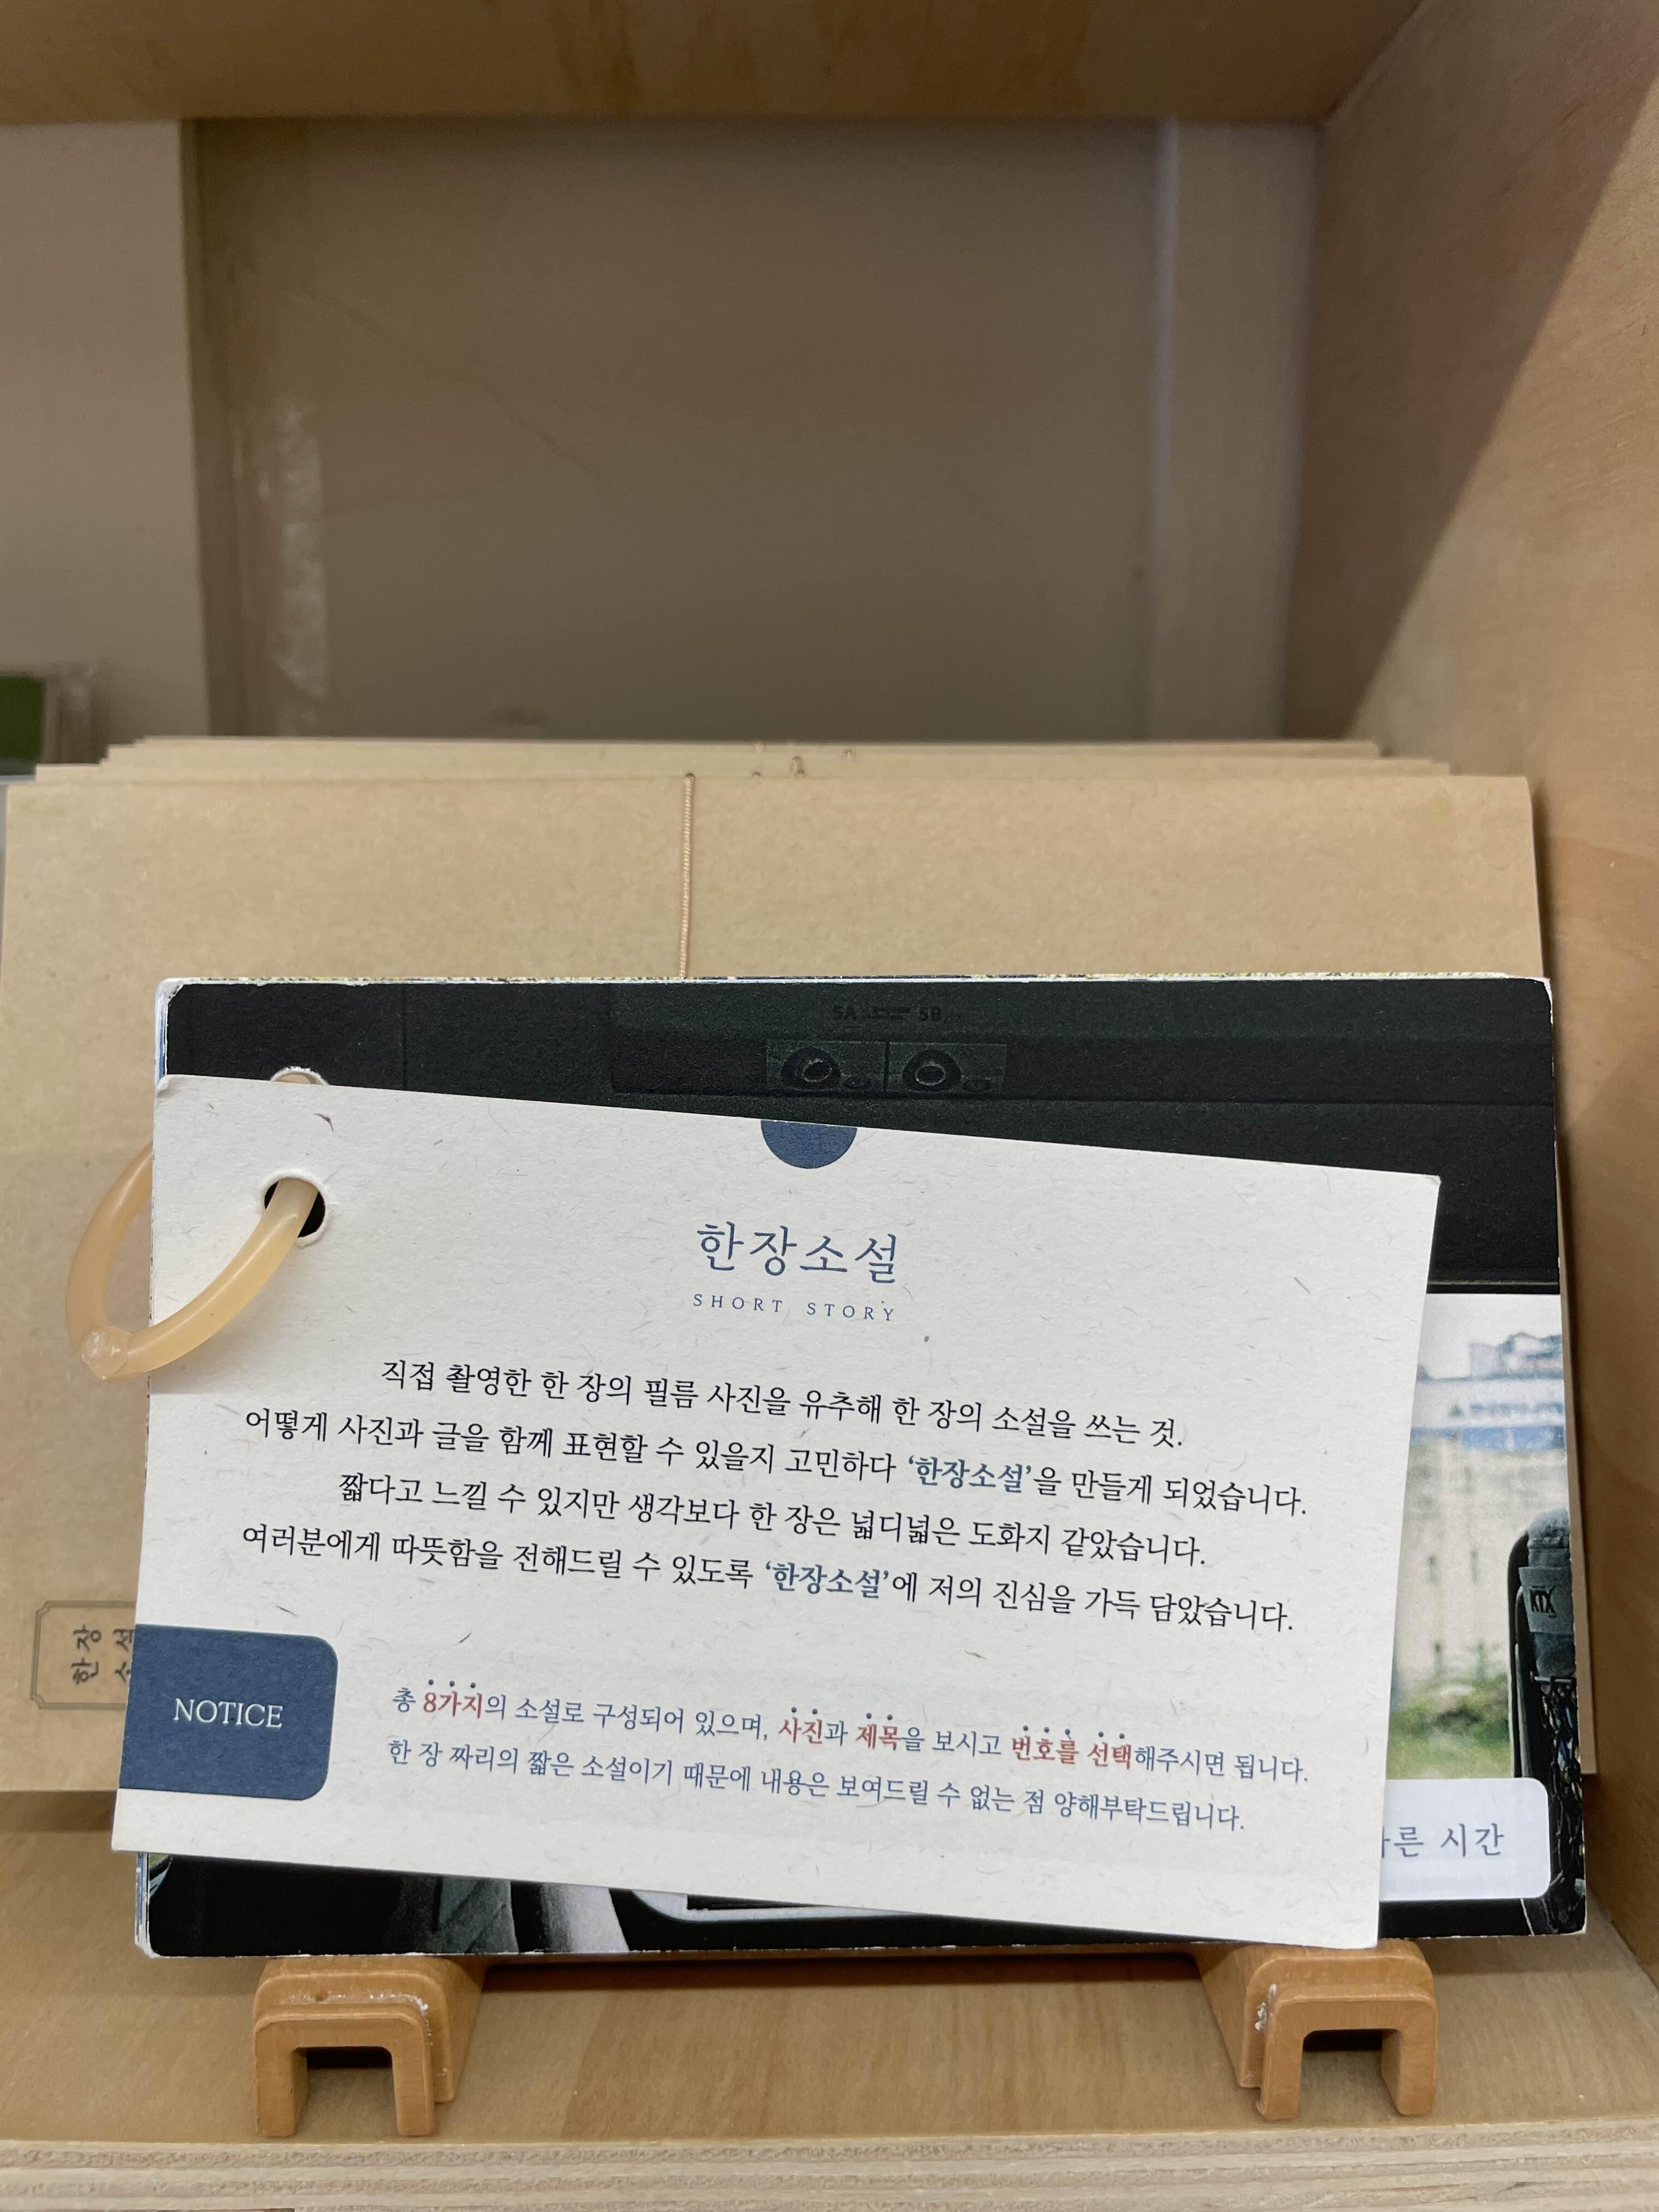 5A 5B
한장소설
SHORT STORY
직접 촬영한 한 장의 필름 사진을 유추해 한 장의 소설을 쓰는 것.
어떻게 사진과 글을 함께 표현할 수 있을지 고민하다 ‘한장소설’을 만들게 되었습니다.
짧다고 느낄 수 있지만 생각보다 한 장은 넓디넓은 도화지 같았습니다.
여러분에게 따뜻함을 전해드릴 수 있도록 ‘한장소설’에 저의 진심을 가득 담았습니다.
NOTICE
총 8가지의 소설로 구성되어 있으며, 사진과 제목을 보시고 번호를 선택해주시면 됩니다.
한 장 짜리의 짧은 소설이기 때문에 내용은 보여드릴 수 없는 점 양해부탁드립니다.
한장
소설
KTX
시간